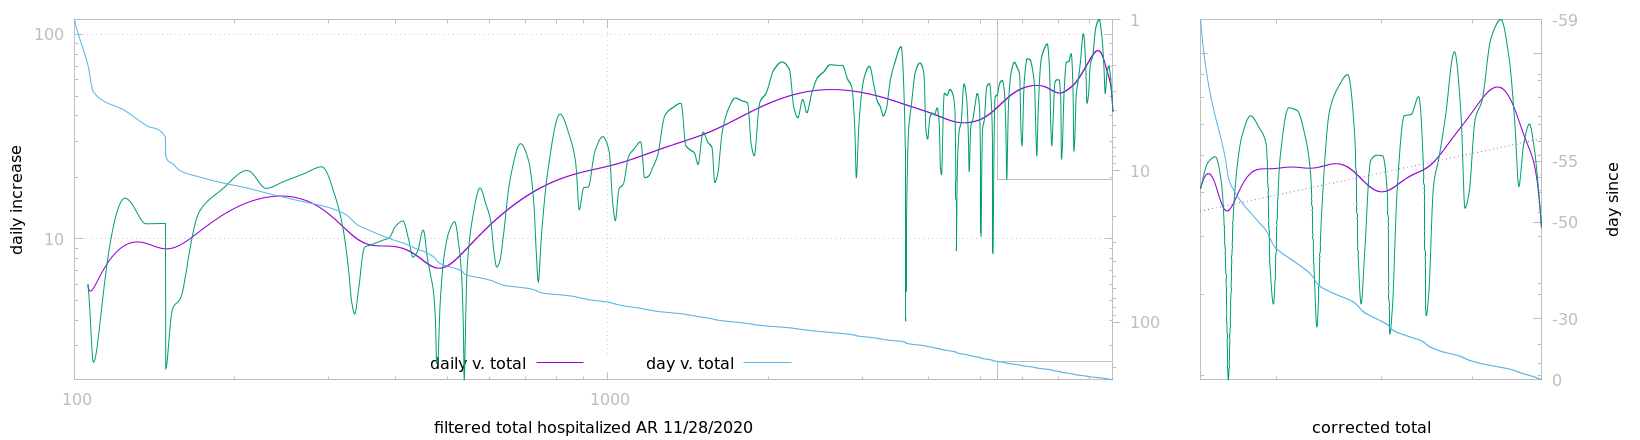 100
10
daily increase
1
10
100
daily v. total
day v. total
100
1000
filtered total hospitalized AR 11/28/2020
-59
-55
-50
-30
0
day since
corrected total